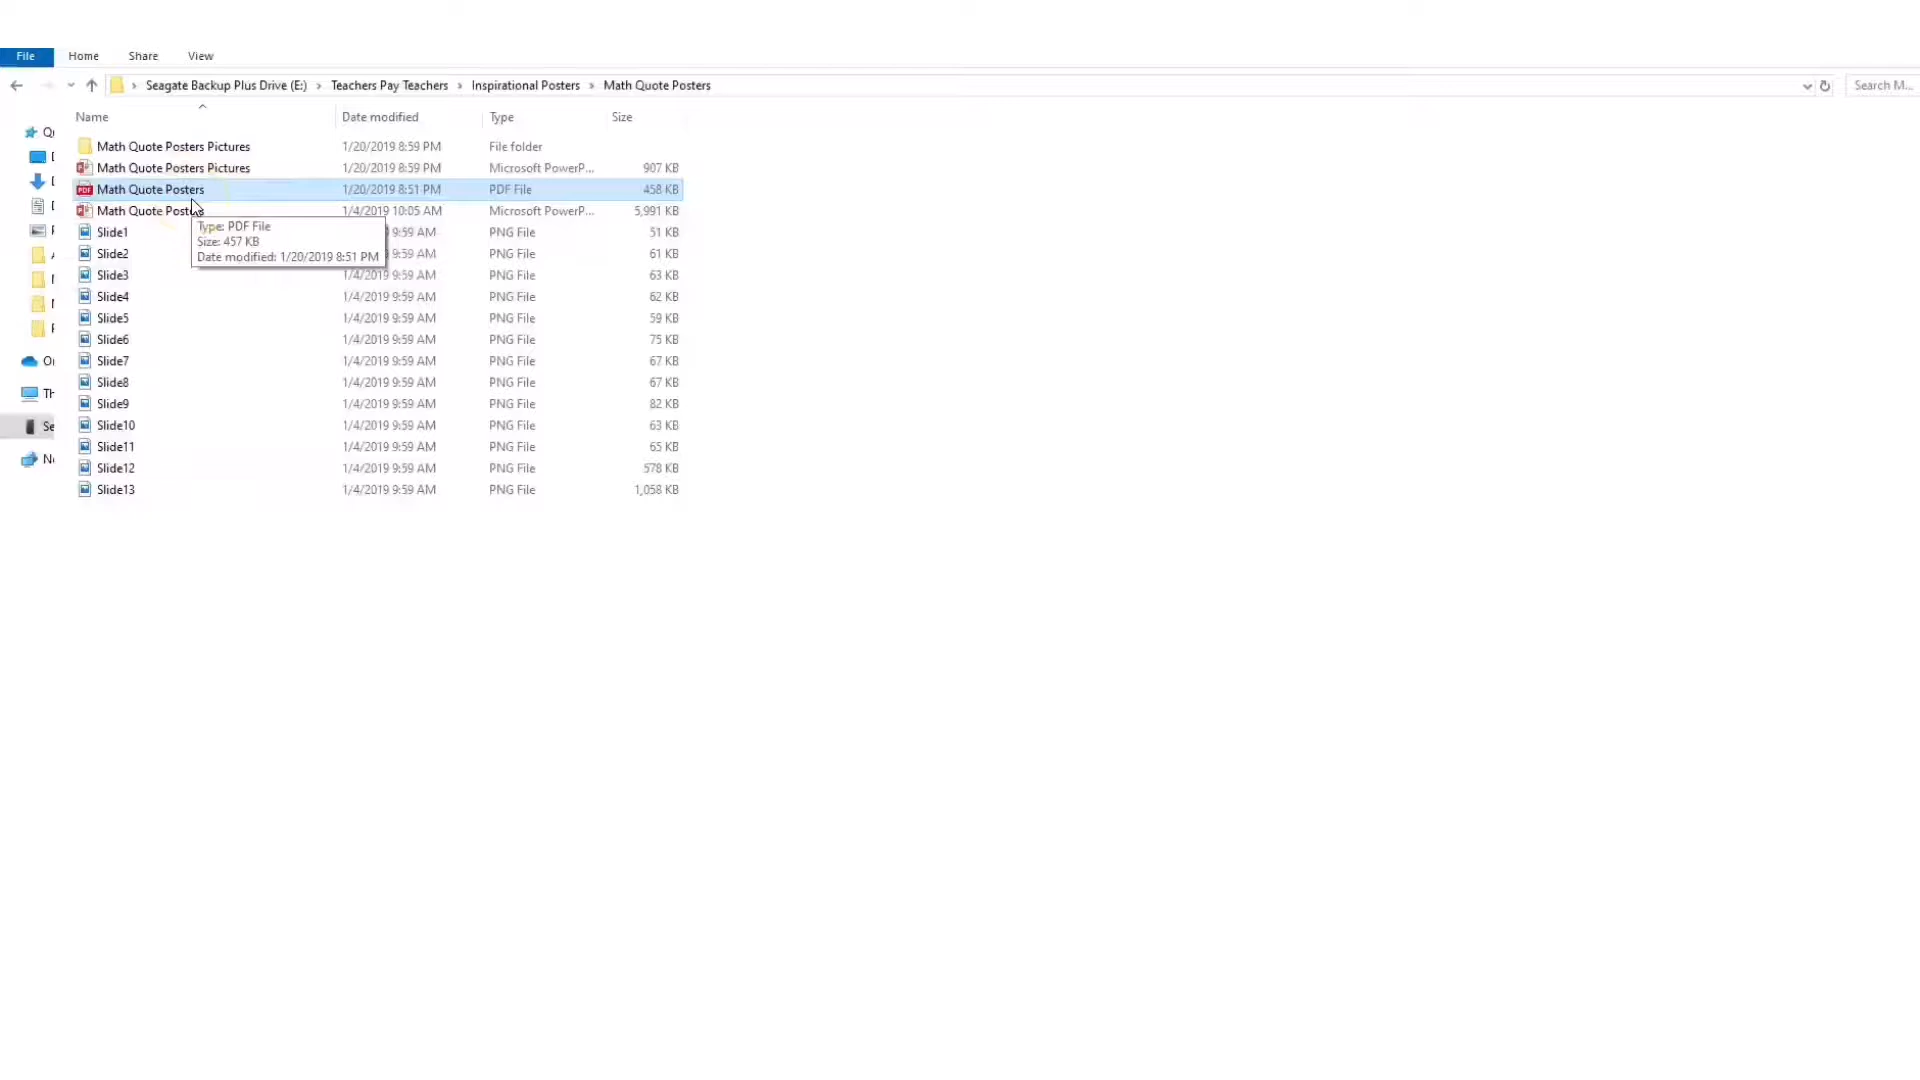 File Home Share View
Seagate Backup Plus Drive (E:) › Teachers Pay Teachers › Inspirational Posters › Math Quote Posters Search M...
Name Date modified Type Size
Math Quote Posters Pictures 1/20/2019 8:59 PM File folder
Math Quote Posters Pictures 1/20/2019 8:59 PM Microsoft PowerP... 907 KB
Math Quote Posters 1/20/2019 8:51 PM PDF File 458 KB
Math Quote Posters 1/4/2019 10:05 AM Microsoft PowerP... 5,991 KB
Type: PDF File
Size: 457 KB
Date modified: 1/20/2019 8:51 PM
Slide1 9:59 AM PNG File 51 KB
Slide2 9:59 AM PNG File 61 KB
Slide3 1/4/2019 9:59 AM PNG File 63 KB
Slide4 1/4/2019 9:59 AM PNG File 62 KB
Slide5 1/4/2019 9:59 AM PNG File 59 KB
Slide6 1/4/2019 9:59 AM PNG File 75 KB
Slide7 1/4/2019 9:59 AM PNG File 67 KB
Slide8 1/4/2019 9:59 AM PNG File 67 KB
Slide9 1/4/2019 9:59 AM PNG File 82 KB
Slide10 1/4/2019 9:59 AM PNG File 63 KB
Slide11 1/4/2019 9:59 AM PNG File 65 KB
Slide12 1/4/2019 9:59 AM PNG File 578 KB
Slide13 1/4/2019 9:59 AM PNG File 1,058 KB